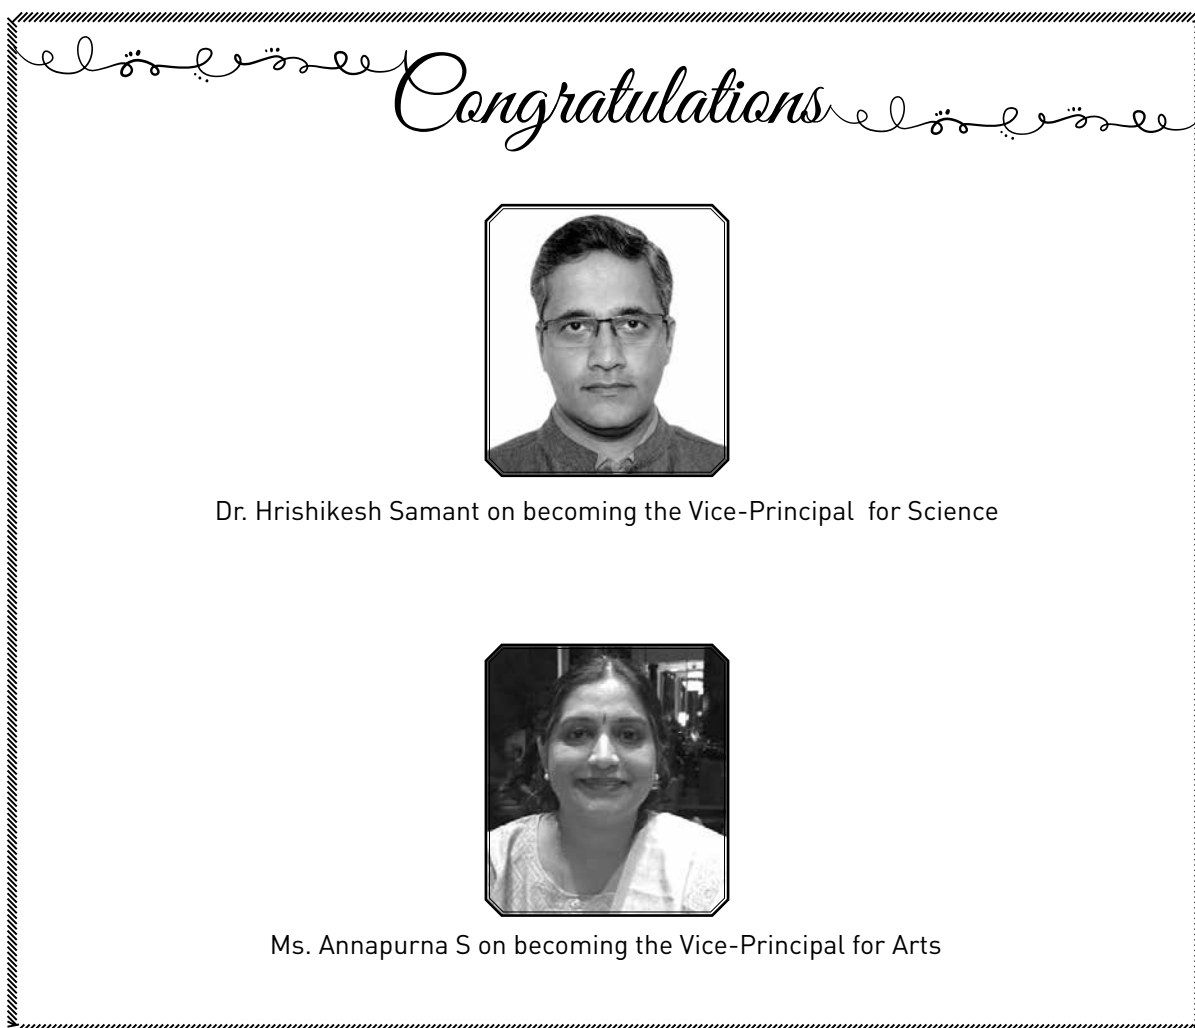 Congratulations
Dr. Hrishikesh Samant on becoming the Vice-Principal  for Science
Ms. Annapurna S on becoming the Vice-Principal for Arts